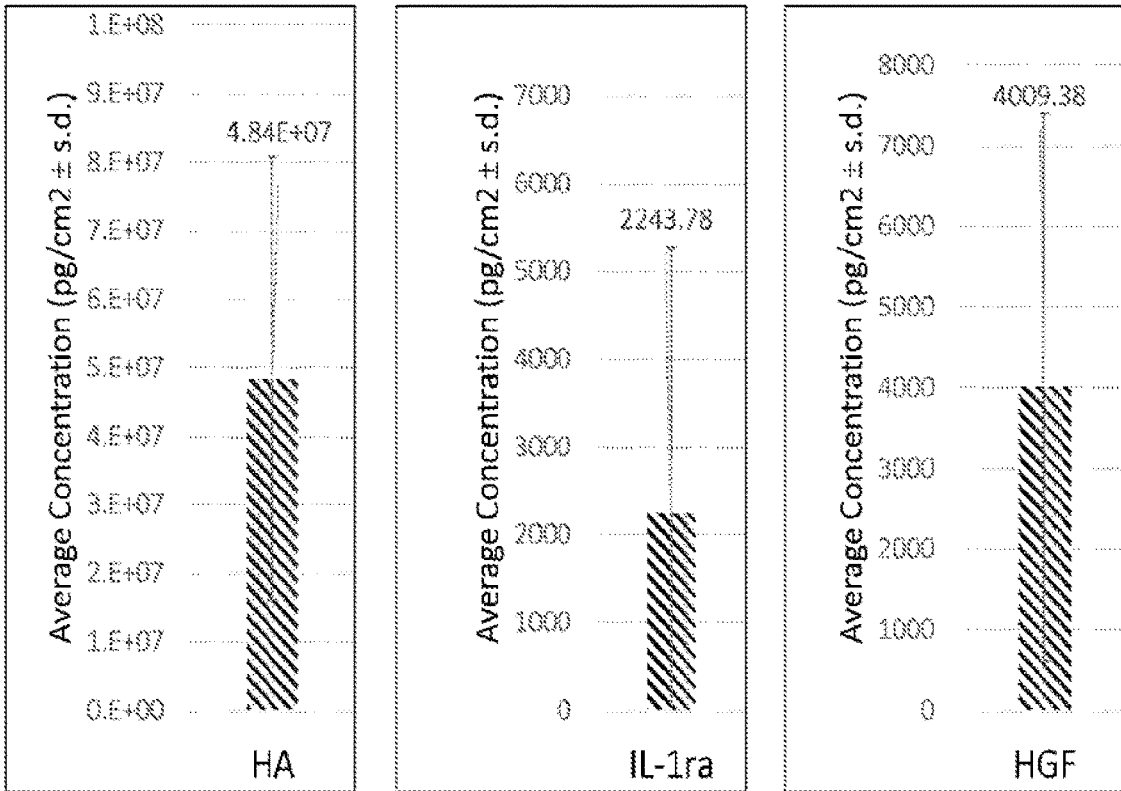 Average Concentration (pg/cm2 ± s.d.)
1.E+08
9.E+07
8.E+07
7.E+07
6.E+07
5.E+07
4.E+07
3.E+07
2.E+07
1.E+07
0.E+00
4.84E+07
HA
Average Concentration (pg/cm2 ± s.d.)
7000
6000
5000
4000
3000
2000
1000
0
2243.78
IL-1ra
Average Concentration (pg/cm2 ± s.d.)
8000
7000
6000
5000
4000
3000
2000
1000
0
4009.38
HGF